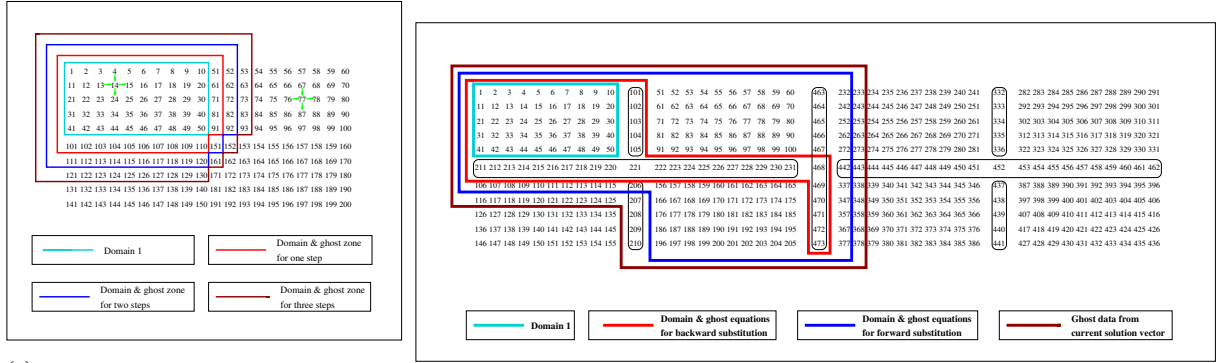 1 2 3 4 5 6 7 8 9 10 51 52 53 54 55 56 57 58 59 60
11 12 13 14 15 16 17 18 19 20 61 62 63 64 65 66 67 68 69 70
21 22 23 24 25 26 27 28 29 30 71 72 73 74 75 76 77 78 79 80
31 32 33 34 35 36 37 38 39 40 81 82 83 84 85 86 87 88 89 90
41 42 43 44 45 46 47 48 49 50 91 92 93 94 95 96 97 98 99 100
101 102 103 104 105 106 107 108 109 110 151 152 153 154 155 156 157 158 159 160
111 112 113 114 115 116 117 118 119 120 161 162 163 164 165 166 167 168 169 170
121 122 123 124 125 126 127 128 129 130 171 172 173 174 175 176 177 178 179 180
131 132 133 134 135 136 137 138 139 140 181 182 183 184 185 186 187 188 189 190
141 142 143 144 145 146 147 148 149 150 191 192 193 194 195 196 197 198 199 200
Domain 1
Domain & ghost zone
for one step
Domain & ghost zone
for two steps
Domain & ghost zone
for three steps
1 2 3 4 5 6 7 8 9 10 101 51 52 53 54 55 56 57 58 59 60 463 232 233 234 235 236 237 238 239 240 241 332 282 283 284 285 286 287 288 289 290 291
11 12 13 14 15 16 17 18 19 20 102 61 62 63 64 65 66 67 68 69 70 464 242 243 244 245 246 247 248 249 250 251 333 292 293 294 295 296 297 298 299 300 301
21 22 23 24 25 26 27 28 29 30 103 71 72 73 74 75 76 77 78 79 80 465 252 253 254 255 256 257 258 259 260 261 334 302 303 304 305 306 307 308 309 310 311
31 32 33 34 35 36 37 38 39 40 104 81 82 83 84 85 86 87 88 89 90 466 262 263 264 265 266 267 268 269 270 271 335 312 313 314 315 316 317 318 319 320 321
41 42 43 44 45 46 47 48 49 50 105 91 92 93 94 95 96 97 98 99 100 467 272 273 274 275 276 277 278 279 280 281 336 322 323 324 325 326 327 328 329 330 331
211 212 213 214 215 216 217 218 219 220 221 222 223 224 225 226 227 228 229 230 231 468 442 443 444 445 446 447 448 449 450 451 452 453 454 455 456 457 458 459 460 461 462
106 107 108 109 110 111 112 113 114 115 206 156 157 158 159 160 161 162 163 164 165 469 337 338 339 340 341 342 343 344 345 346 437 387 388 389 390 391 392 393 394 395 396
116 117 118 119 120 121 122 123 124 125 207 166 167 168 169 170 171 172 173 174 175 470 347 348 349 350 351 352 353 354 355 356 438 397 398 399 400 401 402 403 404 405 406
126 127 128 129 130 131 132 133 134 135 208 176 177 178 179 180 181 182 183 184 185 471 357 358 359 360 361 362 363 364 365 366 439 407 408 409 410 411 412 413 414 415 416
136 137 138 139 140 141 142 143 144 145 209 186 187 188 189 190 191 192 193 194 195 472 367 368 369 370 371 372 373 374 375 376 440 417 418 419 420 421 422 423 424 425 426
146 147 148 149 150 151 152 153 154 155 210 196 197 198 199 200 201 202 203 204 205 473 377 378 379 380 381 382 383 384 385 386 441 427 428 429 430 431 432 433 434 435 436
Domain 1
Domain & ghost equations
for backward substitution
Domain & ghost equations
for forward substitution
Ghost data from
current solution vector